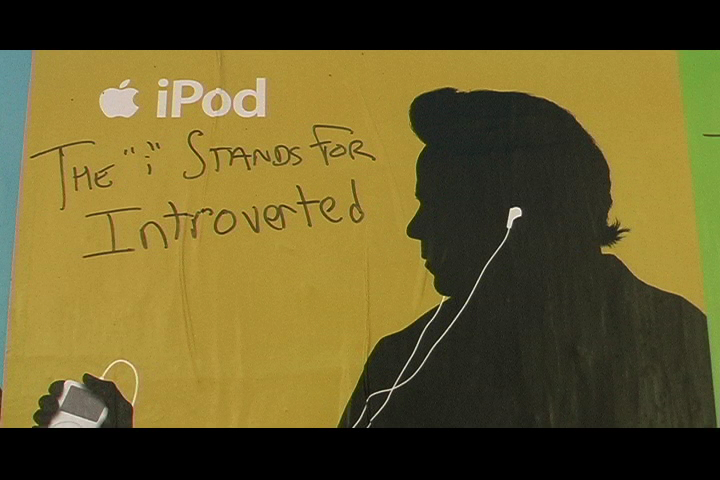 iPod
THE "i" STANDS FOR
Introverted